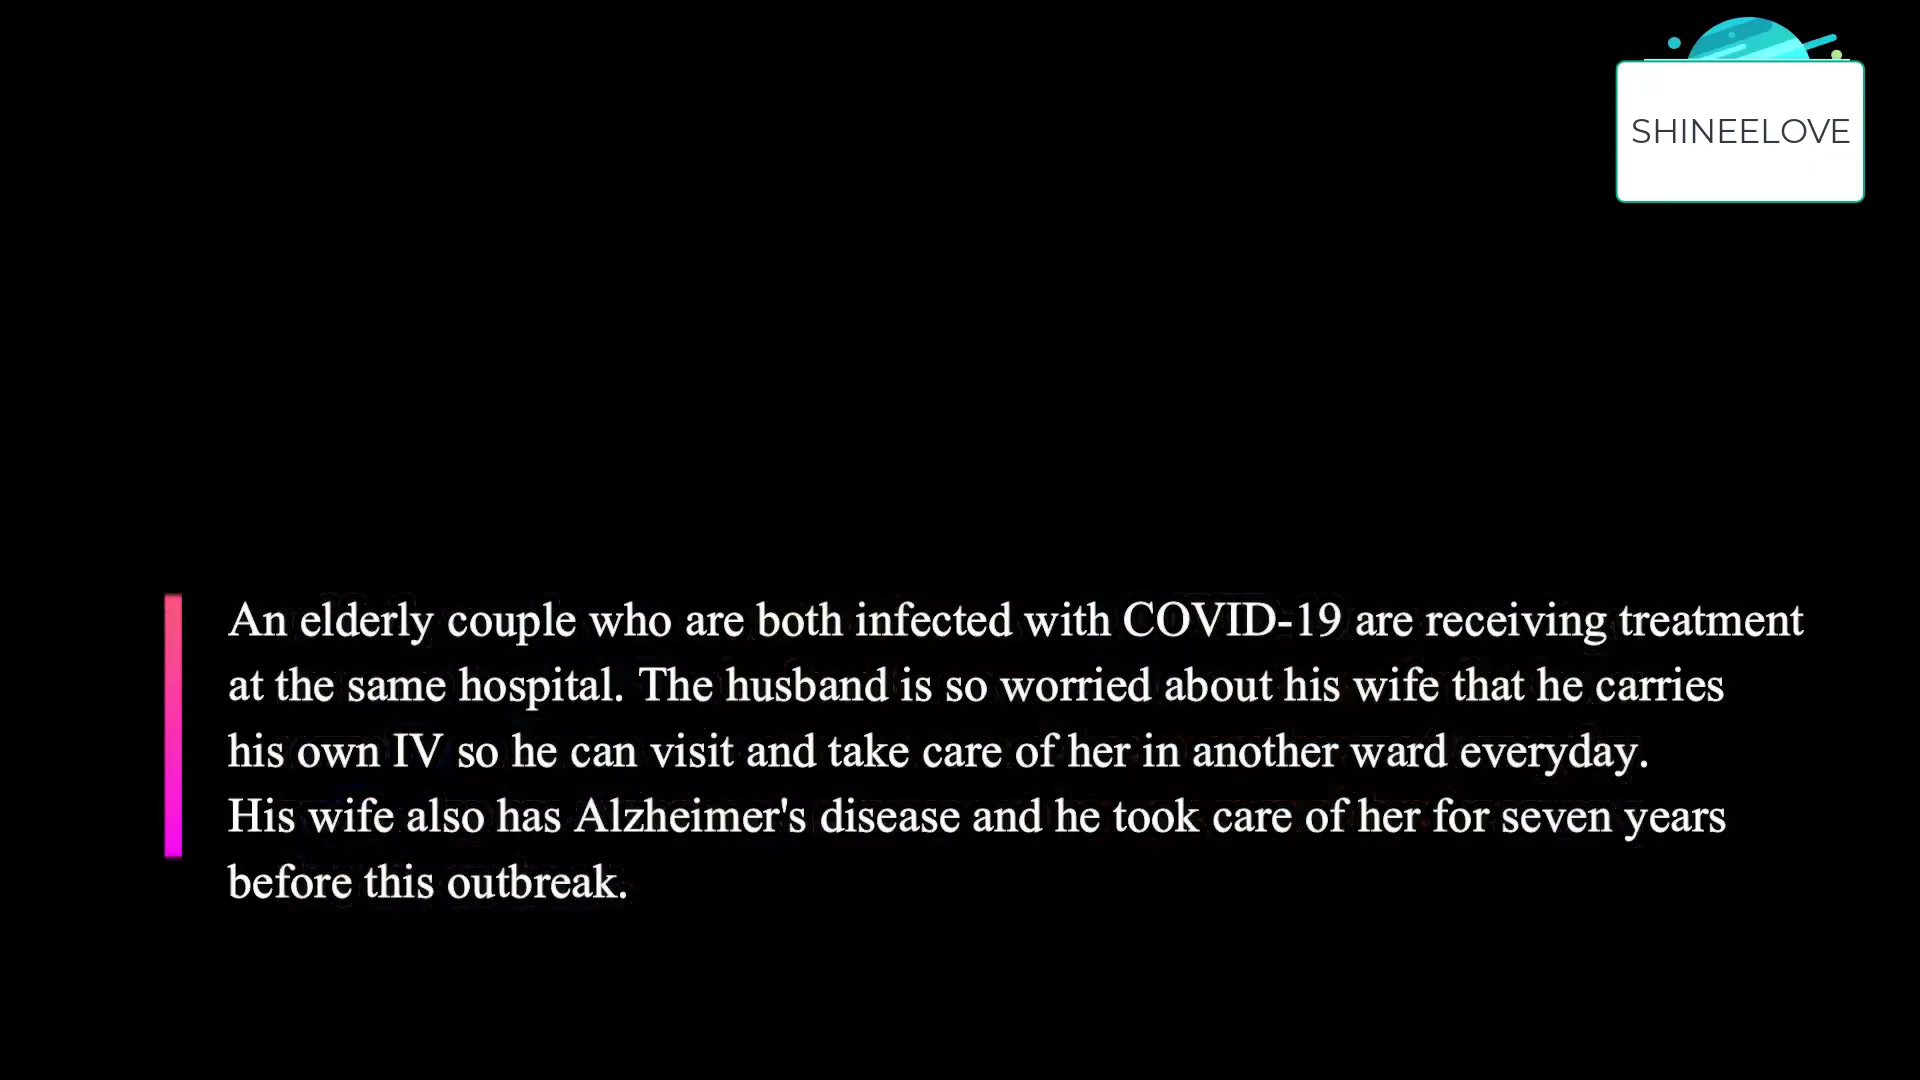 SHINEELOVE
An elderly couple who are both infected with COVID-19 are receiving treatment
at the same hospital. The husband is so worried about his wife that he carries
his own IV so he can visit and take care of her in another ward everyday.
His wife also has Alzheimer's disease and he took care of her for seven years
before this outbreak.